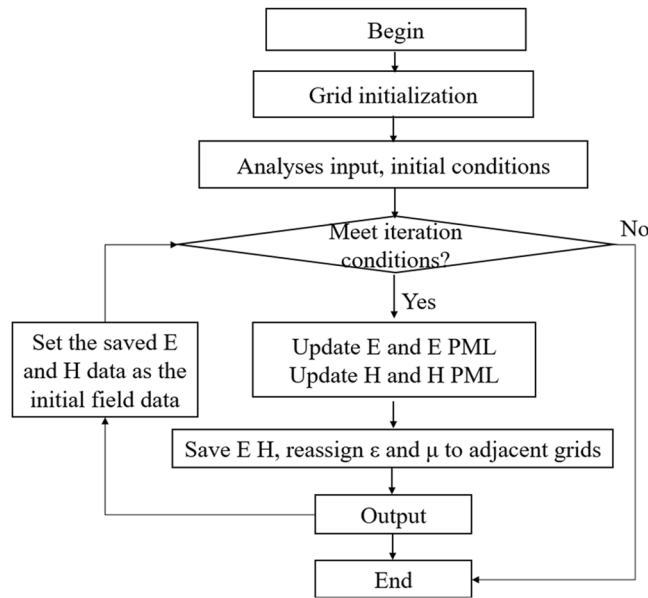 Begin
Grid initialization
Analyses input, initial conditions
Meet iteration
conditions?
No
Yes
Set the saved E
and H data as the
initial field data
Update E and E PML
Update H and H PML
Save E H, reassign ε and μ to adjacent grids
Output
End